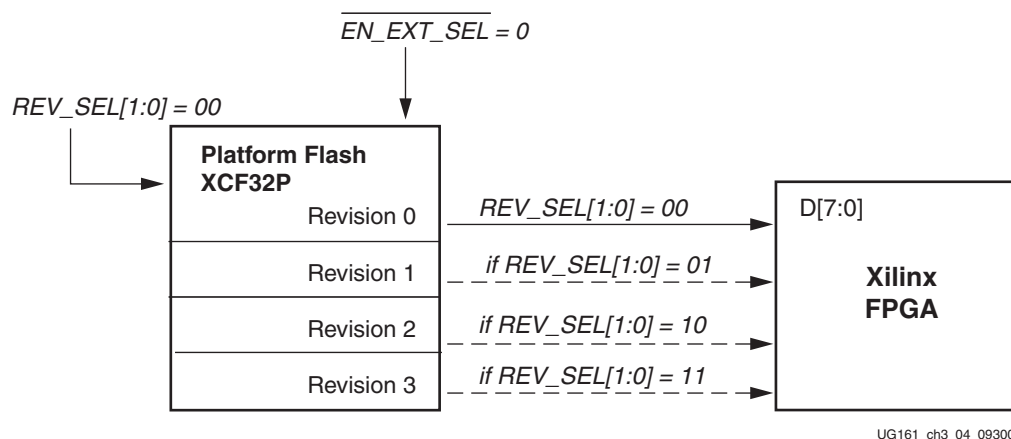 EN_EXT_SEL = 0
REV_SEL[1:0] = 00
Platform Flash
XCF32P
Revision 0
REV_SEL[1:0] = 00
D[7:0]
Revision 1
if REV_SEL[1:0] = 01
Xilinx
FPGA
Revision 2
if REV_SEL[1:0] = 10
Revision 3
if REV_SEL[1:0] = 11
UG161_ch3_04_09300